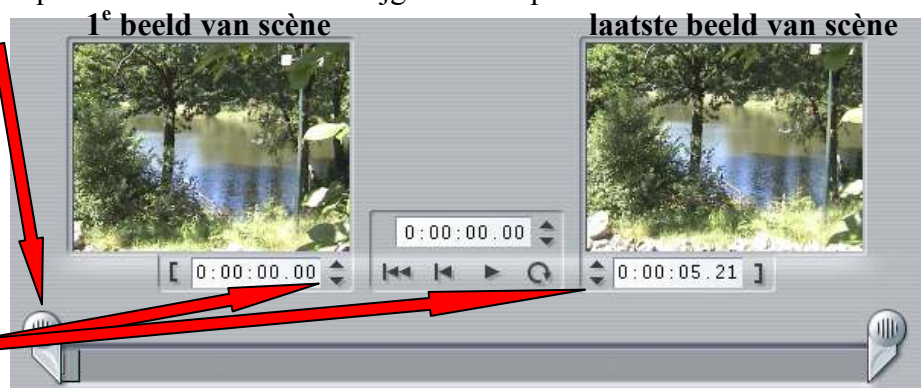 1e beeld van scène laatste beeld van scène
0:00:00.00
[ 0:00:00.00
0:00:05.21 ]